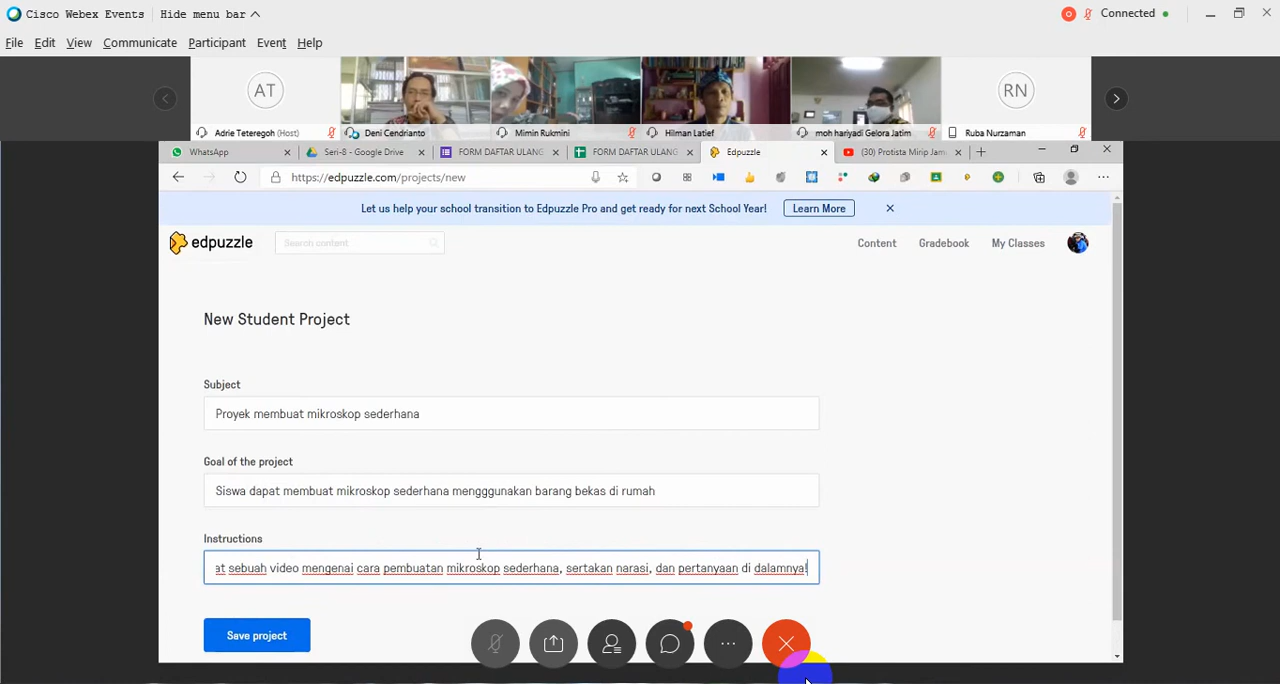 Cisco Webex Events Hide menu bar
Connected
File Edit View Communicate Participant Event Help
AT
RN
Adrie Teteregoh (Host)
Deni Cendrianto
Mimin Rukmini
Hilman Latief
moh hariyadi Gelora Jatim
Ruba Nurzaman
WhatsApp
Seri-8 - Google Drive
FORM DAFTAR ULANG
FORM DAFTAR ULANG
Edpuzzle
(30) Protista Mirip Jam
https://edpuzzle.com/projects/new
Let us help your school transition to Edpuzzle Pro and get ready for next School Year!
Learn More
edpuzzle
Search content
Content
Gradebook
My Classes
New Student Project
Subject
Proyek membuat mikroskop sederhana
Goal of the project
Siswa dapat membuat mikroskop sederhana mengggunakan barang bekas di rumah
Instructions
at sebuah video mengenai cara pembuatan mikroskop sederhana, sertakan narasi, dan pertanyaan di dalamnya!
Save project